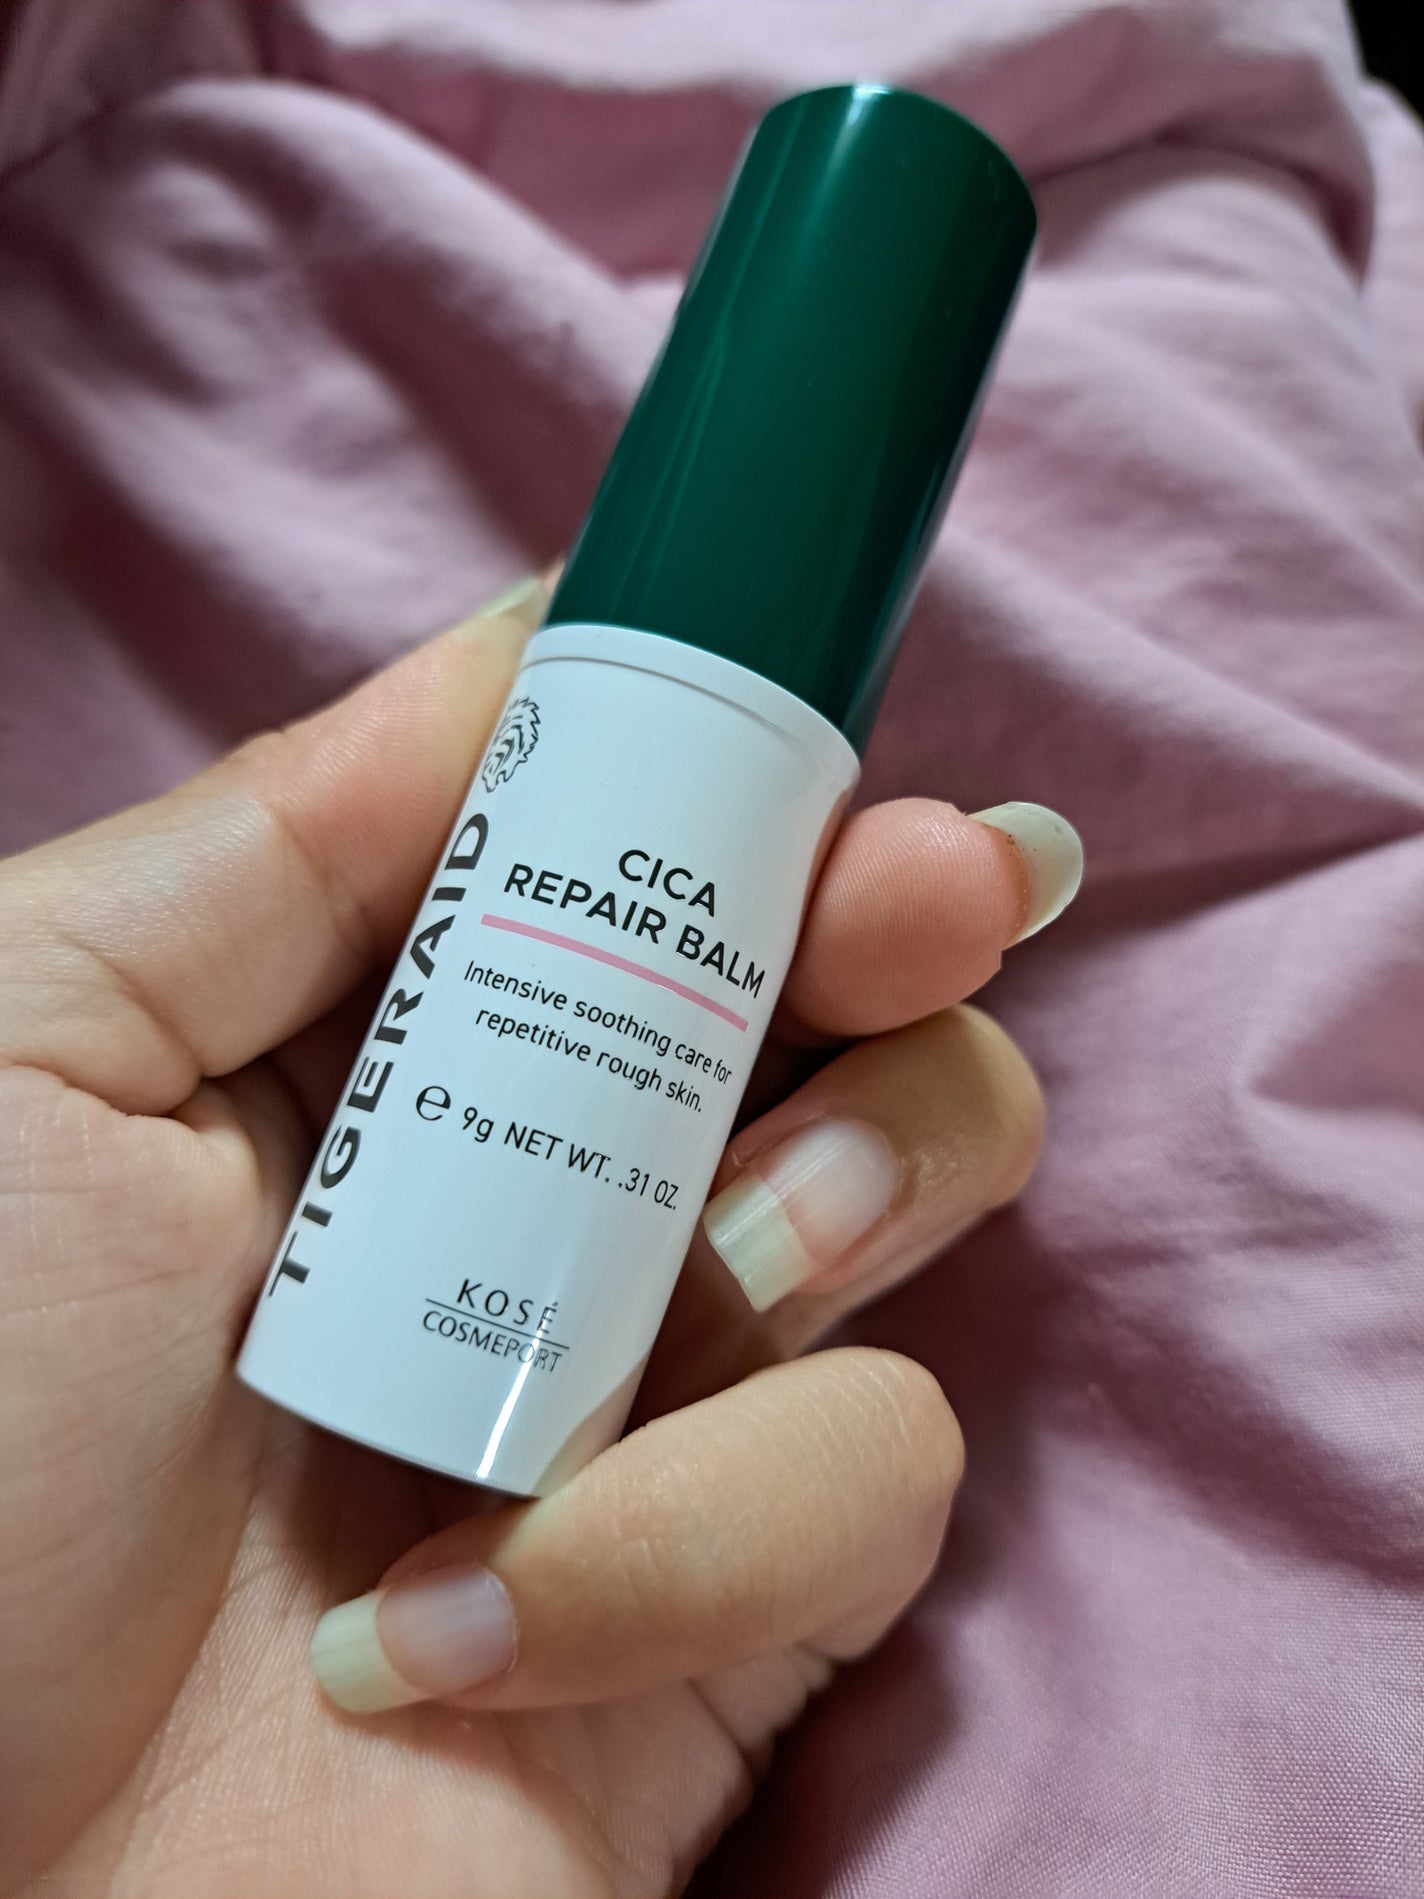 TIGERAID
CICA
REPAIR BALM
Intensive soothing care for
repetitive rough skin.
℮ 9g NET WT. .31 OZ.
KOSÉ
COSMEPORT